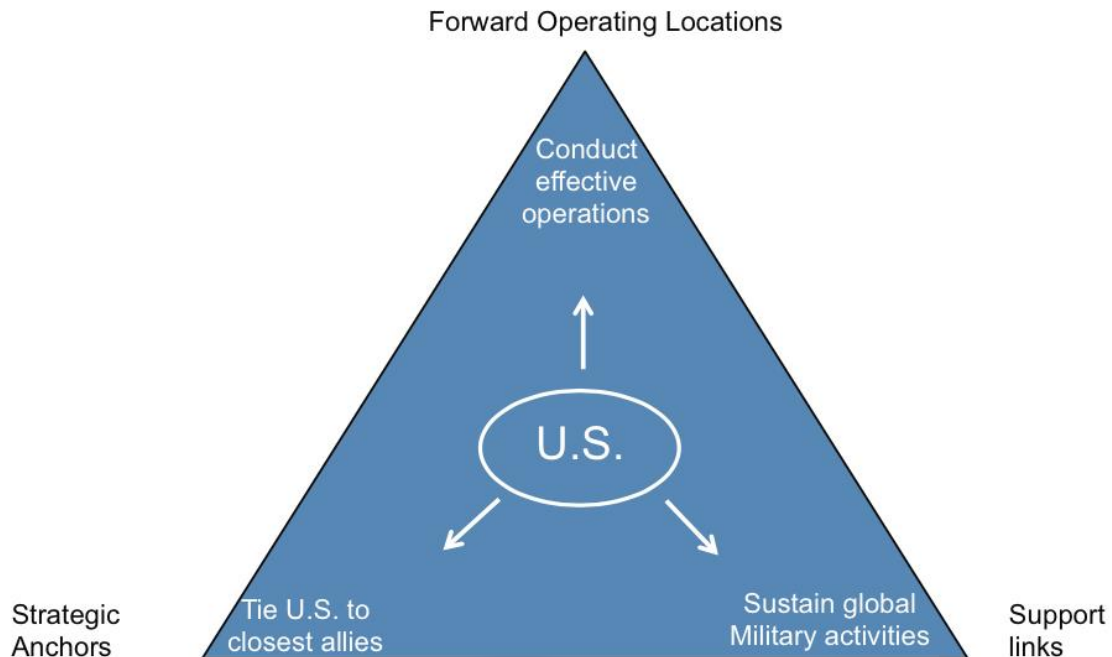 Forward Operating Locations
Conduct
effective
operations
U.S.
Strategic
Anchors
Tie U.S. to
closest allies
Sustain global
Military activities
Support
links